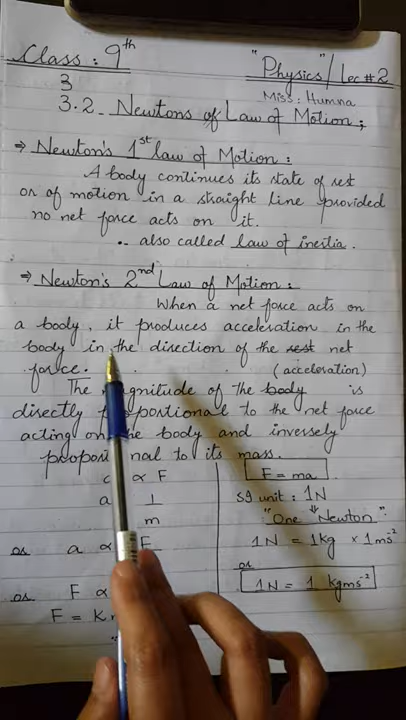 Class: 9th
"Physics"/Lec #2
Miss: Humna
3
3.2- Newtons of Law of Motion;
⇒ Newton's 1st law of Motion:
A body continues its state of rest
or of motion in a straight line provided
no net force acts on it.
.. also called law of inertia.
⇒ Newton's 2nd Law of Motion:
When a net force acts on
a body, it produces acceleration in the
body in the direction of the rest net
force.
(acceleration)
The magnitude of the body is
directly proportional to the net force
acting on the body and inversely
to its mass.
∝ F
a 1
m
or a ∝ F
or F ∝
F = K
F = ma
SI unit: 1N
"One Newton"
1N = 1kg × 1ms⁻²
or
1N = 1 kgms⁻²